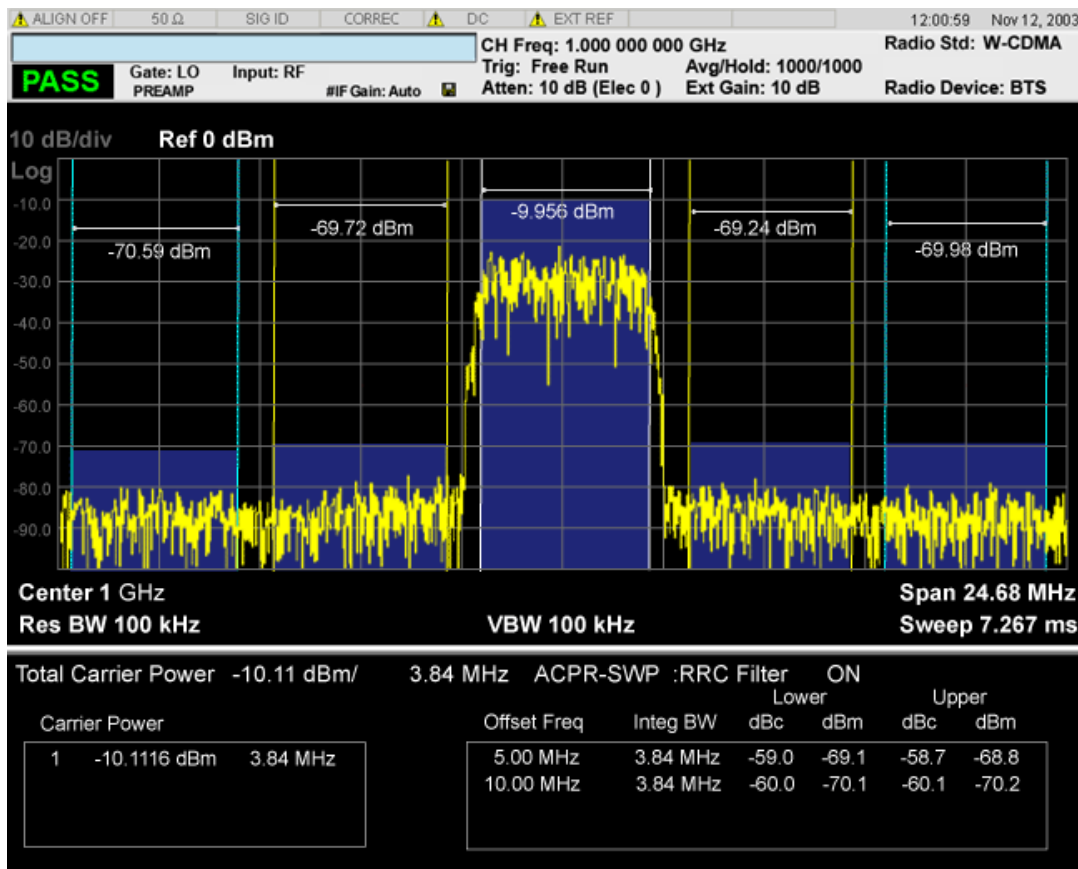 ALIGN OFF 50 Ω SIG ID CORREC DC EXT REF 12:00:59 Nov 12, 2003
CH Freq: 1.000 000 000 GHz Radio Std: W-CDMA
PASS Gate: LO Input: RF Trig: Free Run Avg/Hold: 1000/1000
PREAMP #IF Gain: Auto Atten: 10 dB (Elec 0 ) Ext Gain: 10 dB Radio Device: BTS
10 dB/div Ref 0 dBm
Log
-10.0
-20.0
-30.0
-40.0
-50.0
-60.0
-70.0
-80.0
-90.0
-70.59 dBm
-69.72 dBm
-9.956 dBm
-69.24 dBm
-69.98 dBm
Center 1 GHz Span 24.68 MHz
Res BW 100 kHz VBW 100 kHz Sweep 7.267 ms
Total Carrier Power -10.11 dBm/ 3.84 MHz ACPR-SWP :RRC Filter ON
Lower Upper
Carrier Power Offset Freq Integ BW dBc dBm dBc dBm
1 -10.1116 dBm 3.84 MHz 5.00 MHz 3.84 MHz -59.0 -69.1 -58.7 -68.8
10.00 MHz 3.84 MHz -60.0 -70.1 -60.1 -70.2